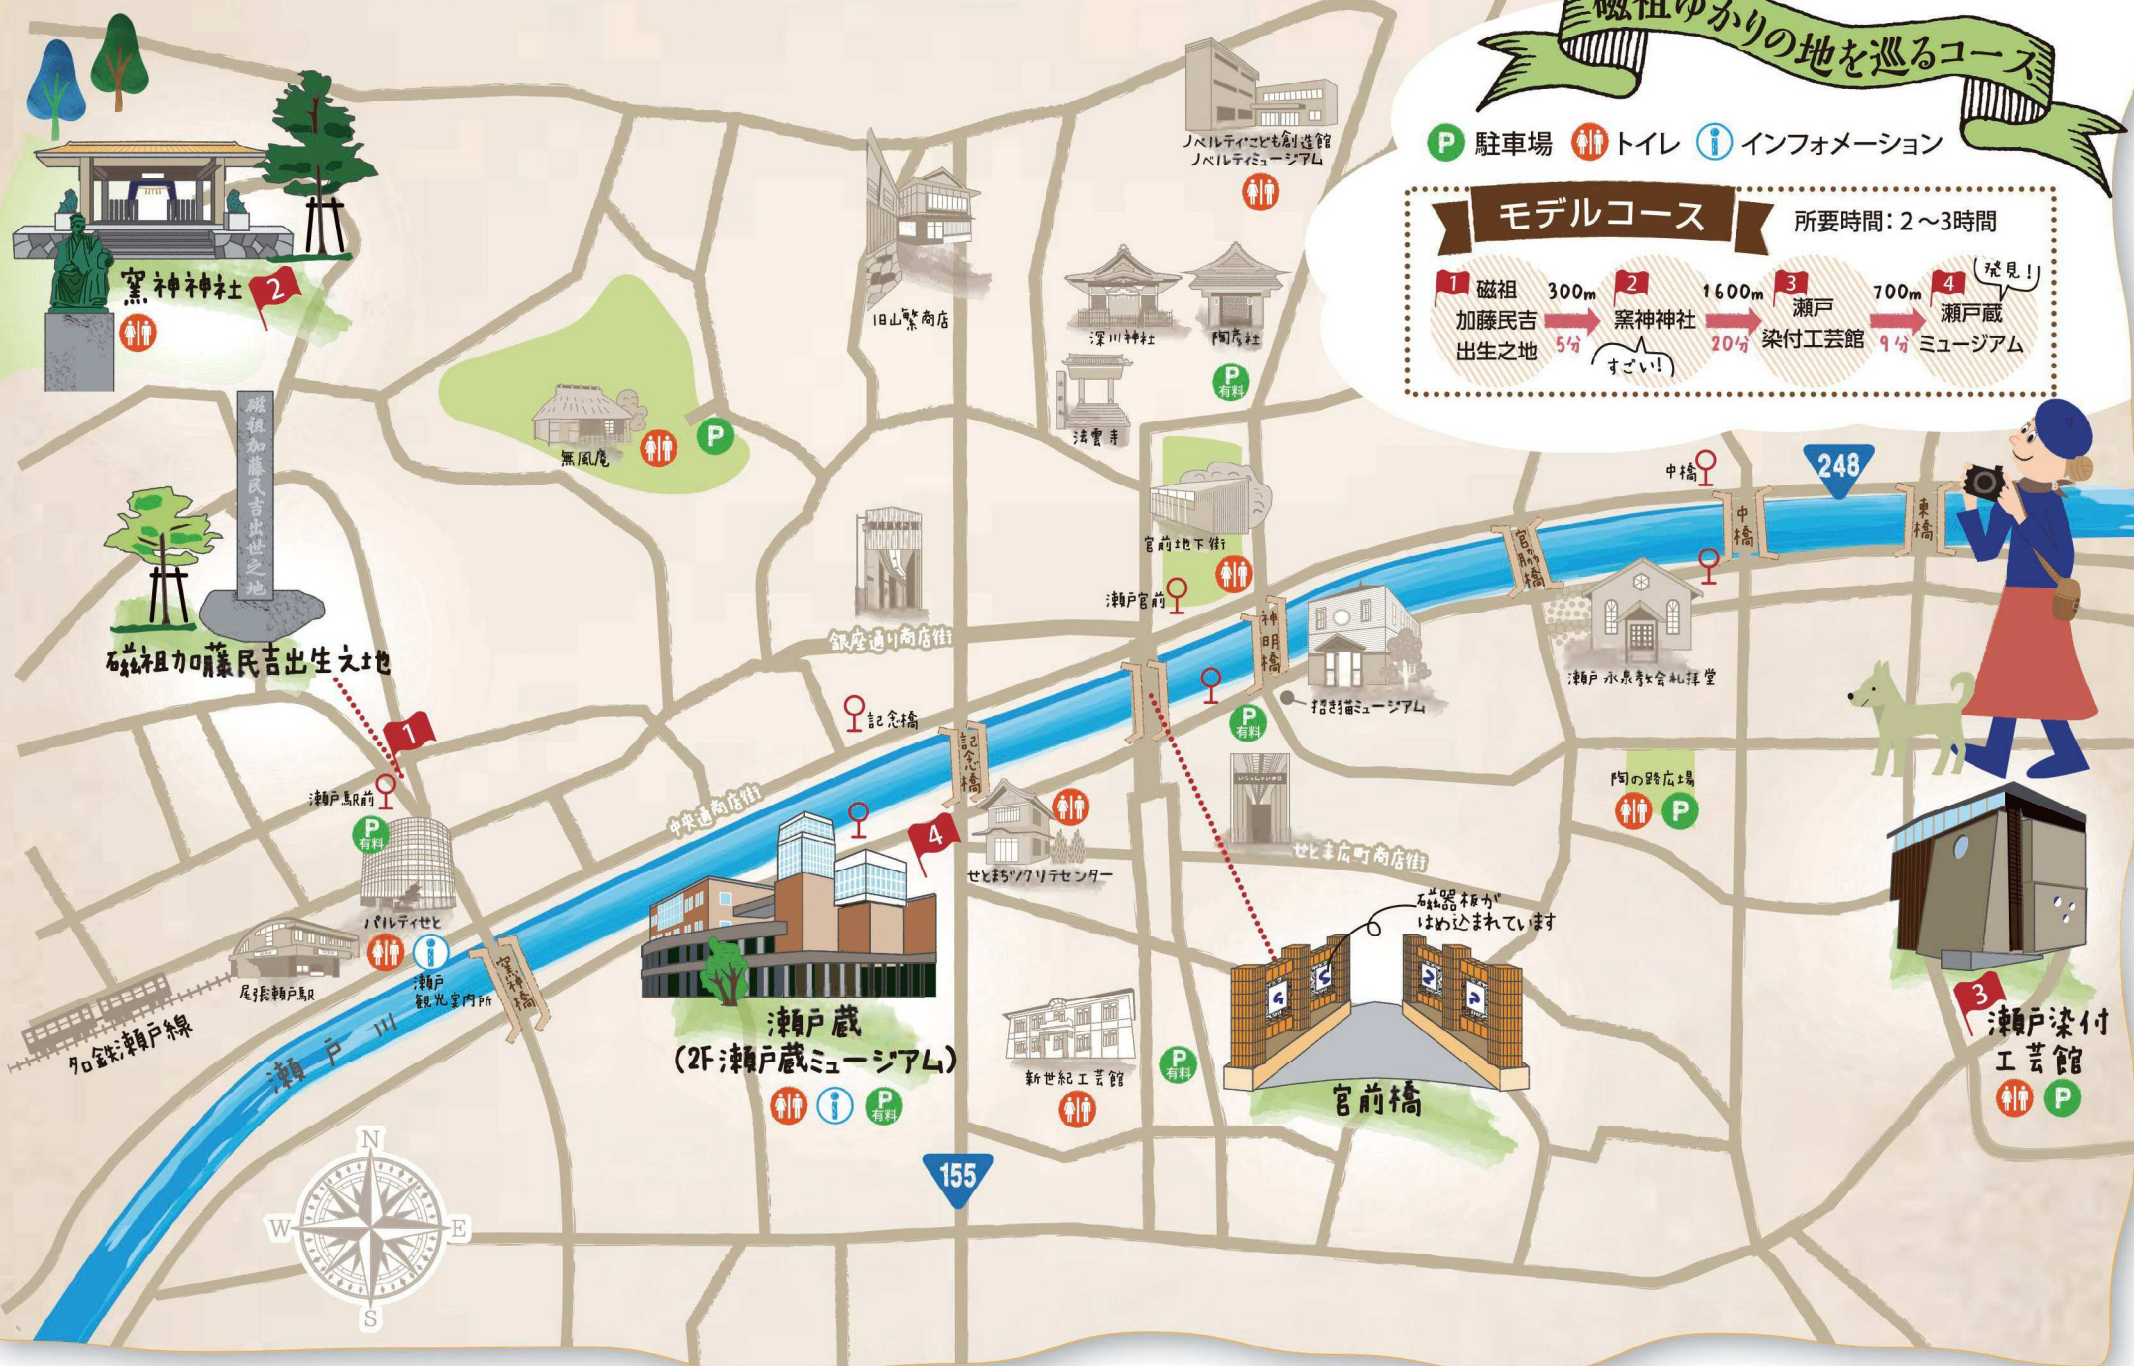 磁祖ゆかりの地を巡るコース
P 駐車場 トイレ i インフォメーション
モデルコース
所要時間：2～3時間
1 磁祖
加藤民吉
出生之地
300m
5分
2
窯神神社
すごい！
1600m
20分
3
瀬戸
染付工芸館
700m
9分
4
瀬戸蔵
ミュージアム
発見！
ノベルティこども創造館
ノベルティミュージアム
窯神神社
2
旧山繁商店
深川神社
陶彦社
P
有料
法雲寺
無風庵
P
磁祖加藤民吉出世之地
磁祖加藤民吉出生之地
1
瀬戸駅前
P
有料
パルティせと
i
瀬戸
観光案内所
尾張瀬戸駅
名鉄瀬戸線
瀬戸川
窯神橋
銀座通り商店街
記念橋
記念橋
中央通商店街
宮前地下街
瀬戸宮前
神明橋
P
有料
招き猫ミュージアム
宮脇橋
中橋
中橋
248
東橋
瀬戸永泉教会礼拝堂
陶の路広場
P
せとまちツクリテセンター
いらっしゃいませ
せと末広町商店街
4
瀬戸蔵
(2F瀬戸蔵ミュージアム)
i
P
有料
新世紀工芸館
P
有料
磁器板が
はめ込まれています
宮前橋
3
瀬戸染付
工芸館
P
155
N
W
E
S